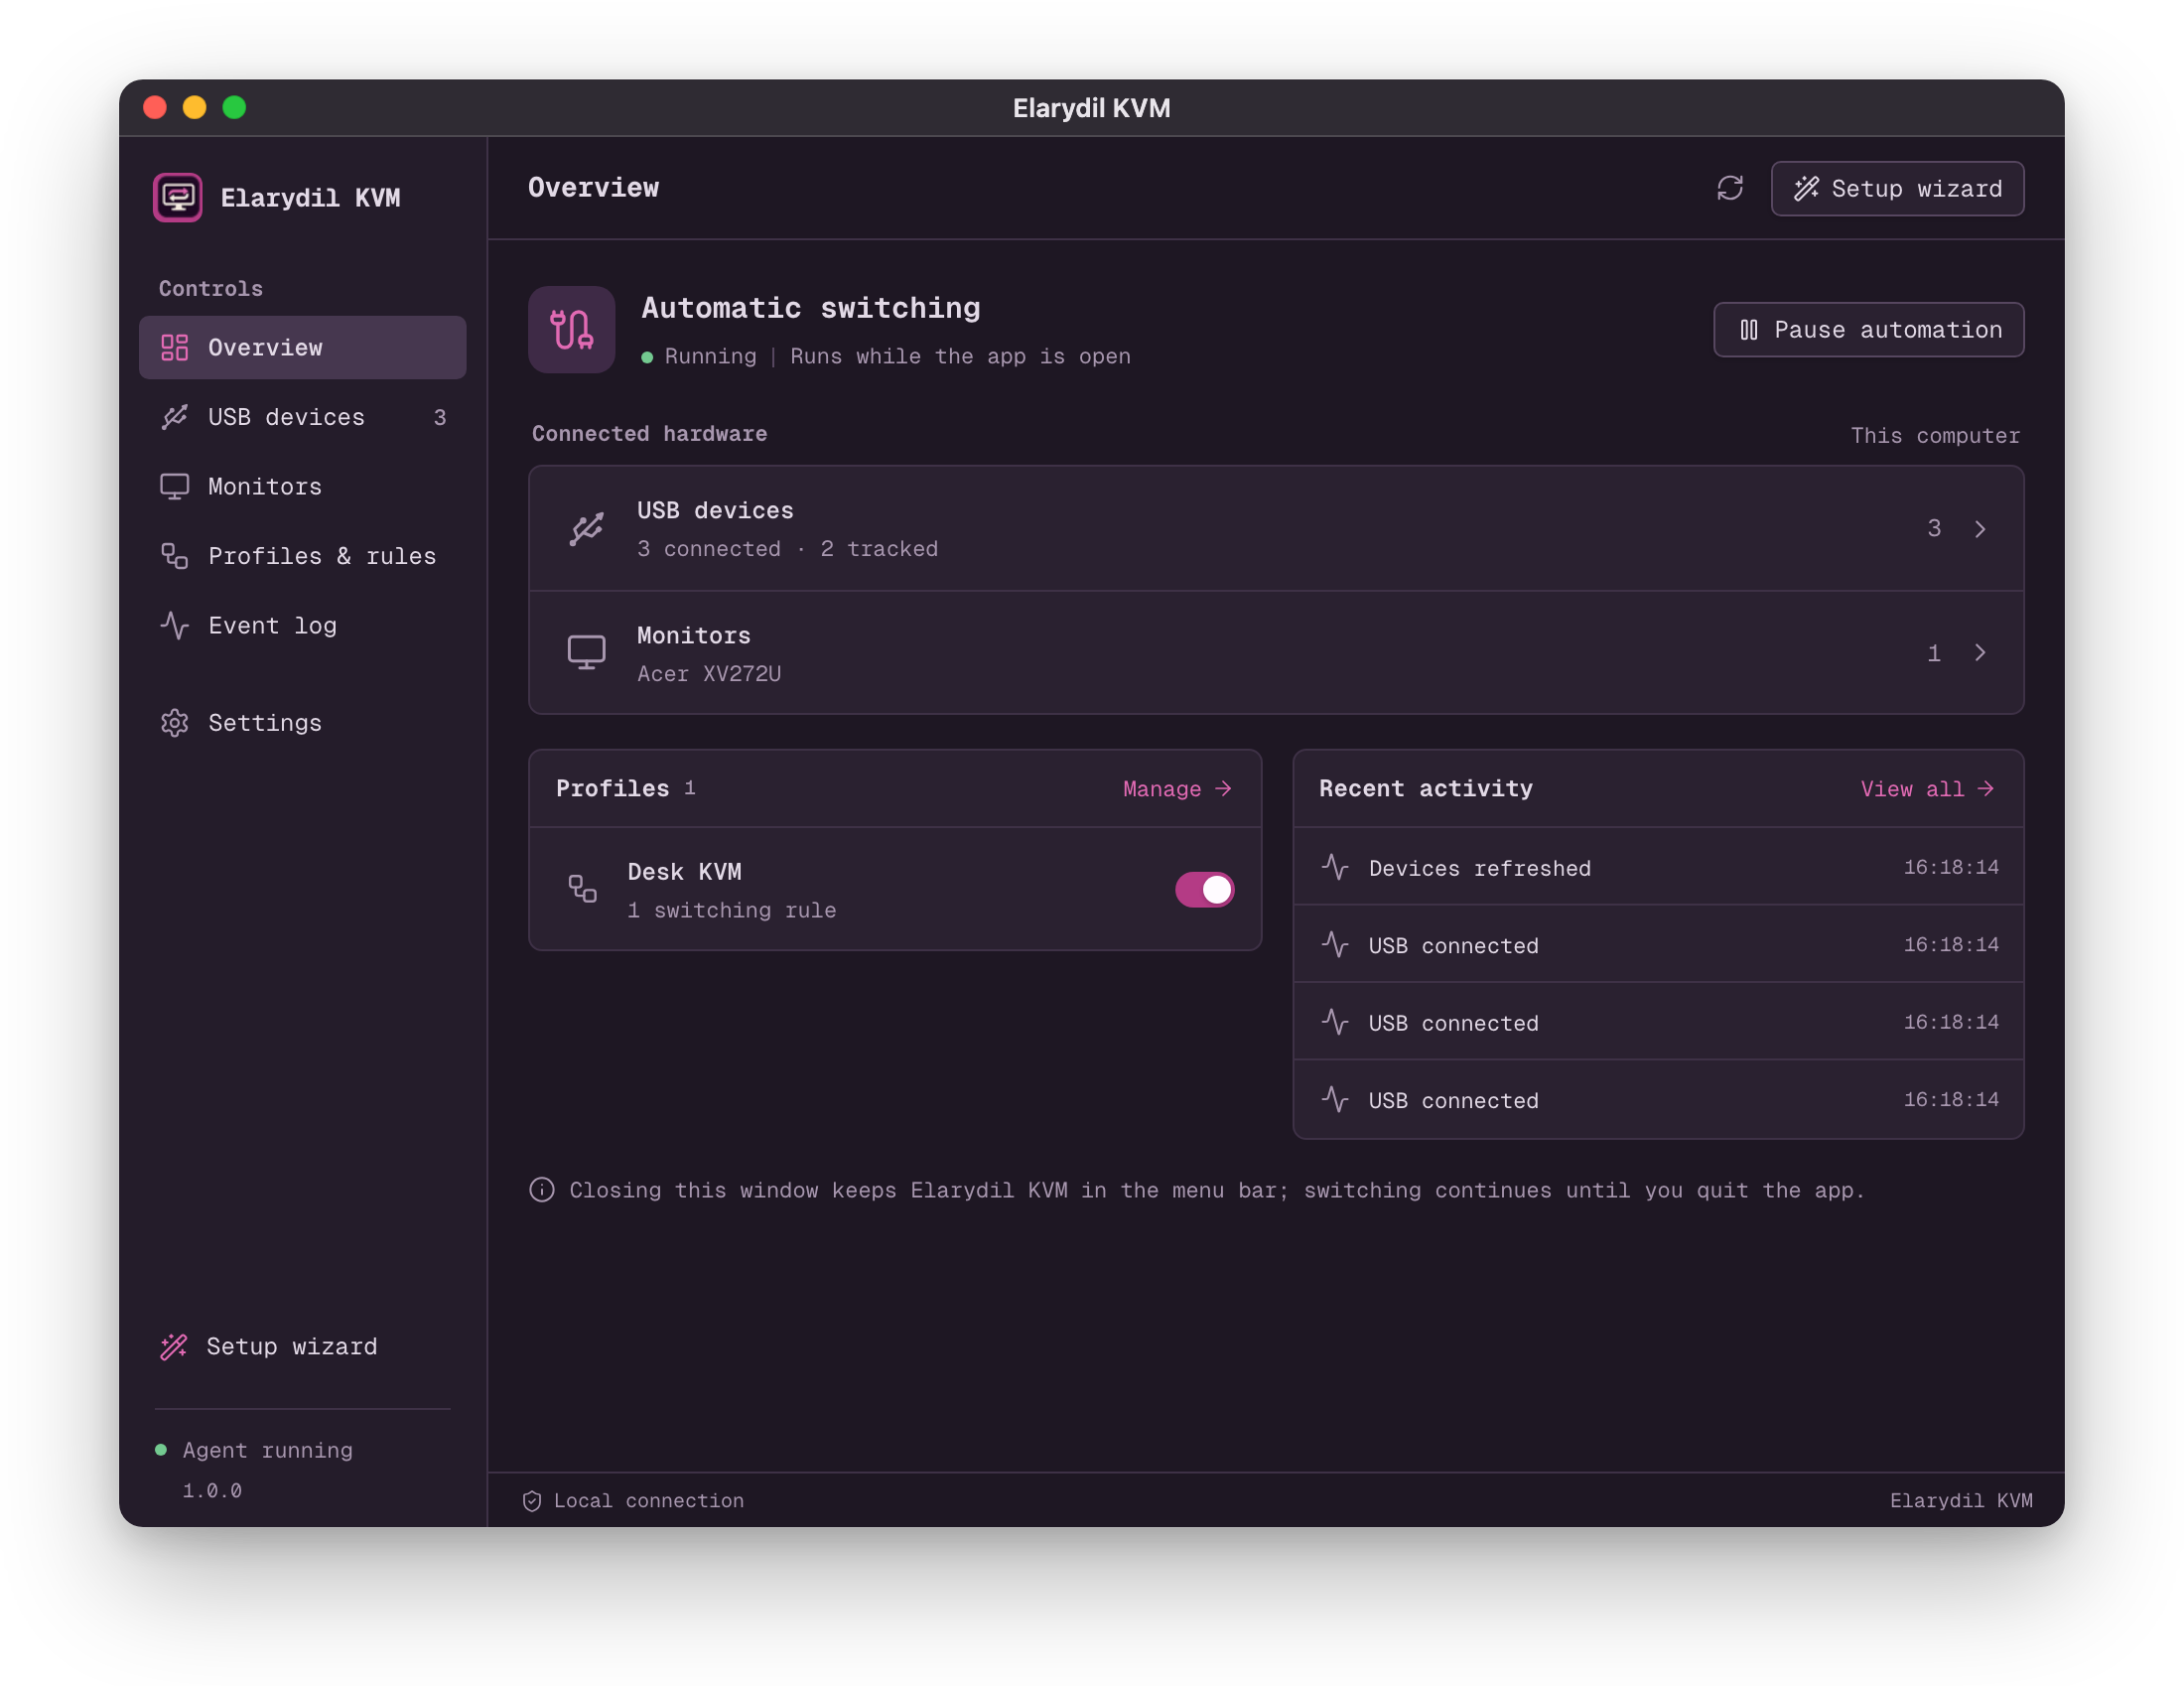 Elarydil KVM
Elarydil KVM
Controls
Overview
USB devices 3
Monitors
Profiles & rules
Event log
Settings
Setup wizard
Agent running
1.0.0
Overview
Setup wizard
Automatic switching
Running | Runs while the app is open
Pause automation
Connected hardware
This computer
USB devices
3 connected · 2 tracked
3
Monitors
Acer XV272U
1
Profiles 1
Manage →
Desk KVM
1 switching rule
Recent activity
View all →
Devices refreshed 16:18:14
USB connected 16:18:14
USB connected 16:18:14
USB connected 16:18:14
Closing this window keeps Elarydil KVM in the menu bar; switching continues until you quit the app.
Local connection
Elarydil KVM